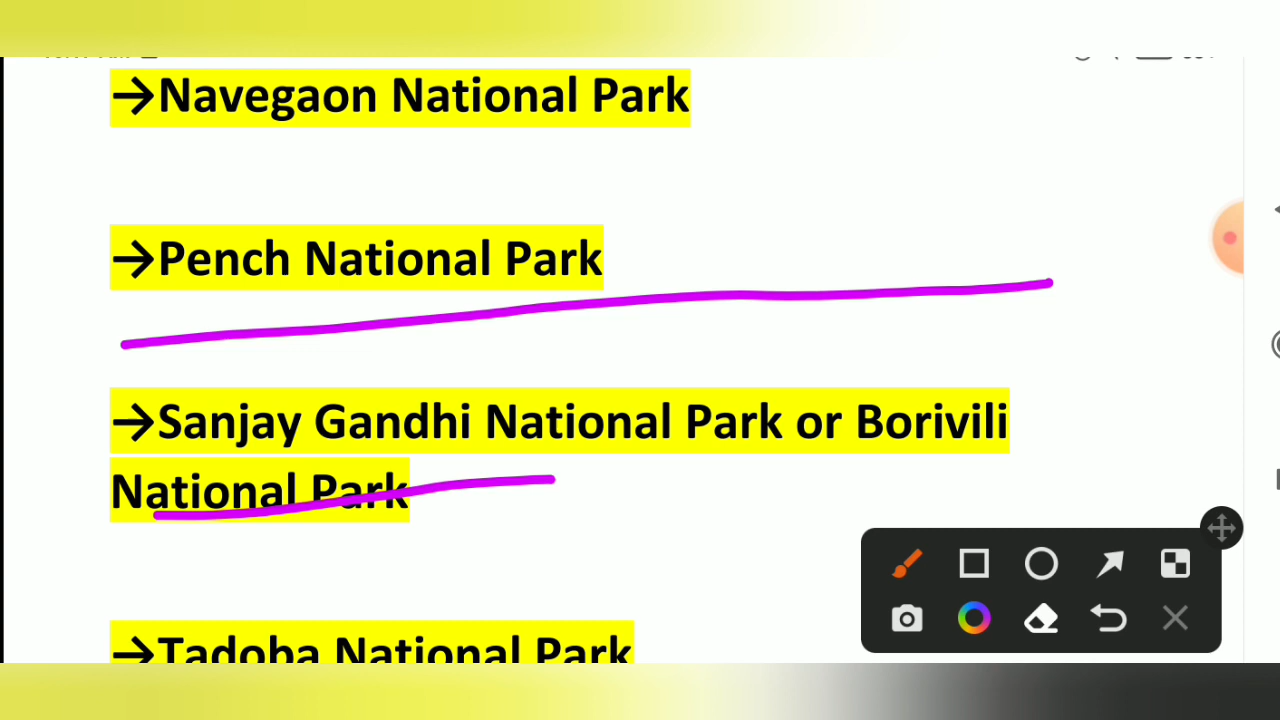 →Navegaon National Park
→Pench National Park
→Sanjay Gandhi National Park or Borivili
National Park
→Tadoba National Park